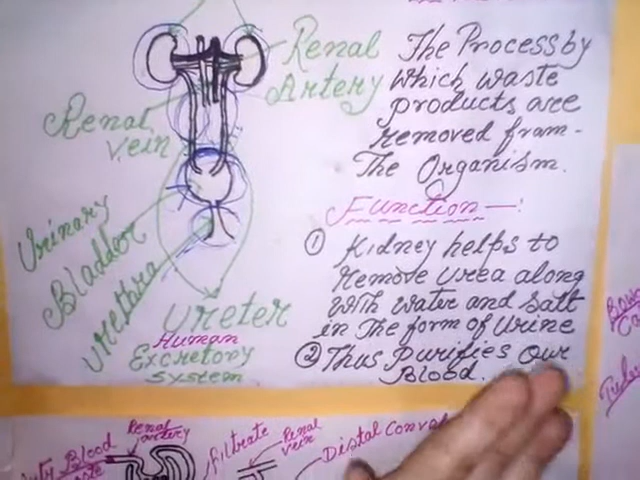 Renal
Artery
Renal
vein
Urinary
Bladder
Urethra
Ureter
Human
Excretory
System
The Process by
which waste
products are
removed from-
The Organism.
Function—:
① Kidney helps to
remove urea along
with water and salt
in The form of Urine
② Thus Purifies our
Blood.
Renal
artery
Blood
filtrate
Renal
vein
Distal